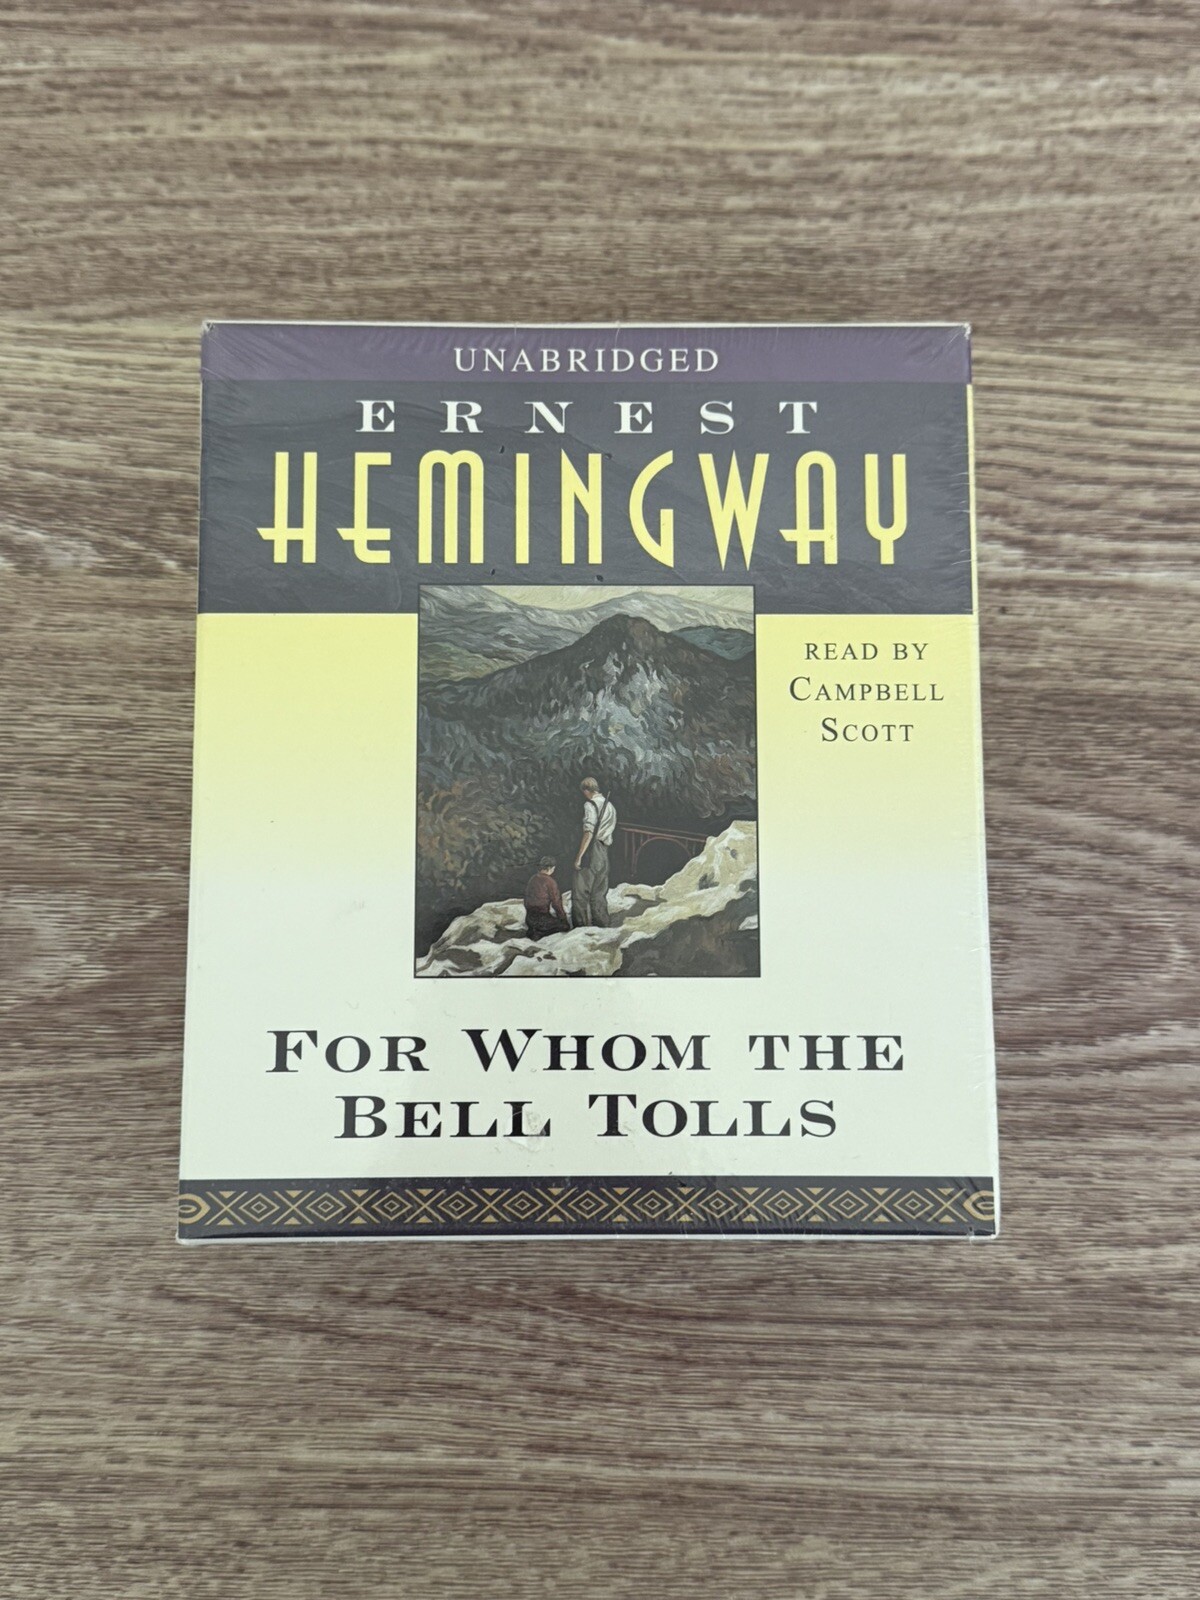 UNABRIDGED
ERNEST
HEMINGWAY
READ BY
CAMPBELL
SCOTT
FOR WHOM THE
BELL TOLLS